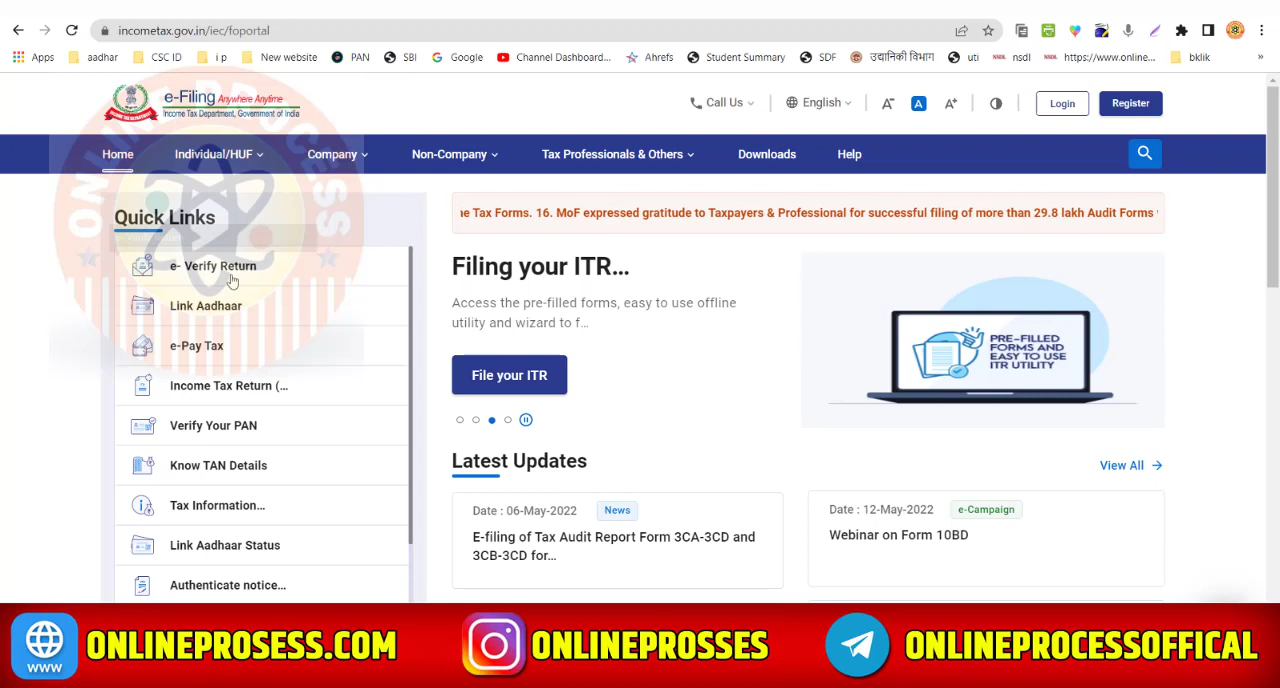 incometax.gov.in/iec/foportal
Apps aadhar CSC ID i p New website PAN SBI Google Channel Dashboard... Ahrefs Student Summary SDF उद्यानिकी विभाग uti NSDL nsdl NSDL https://www.online... bklik »
e-Filing Anywhere Anytime
Income Tax Department, Government of India
Call Us English A A A+ Login Register
Home Individual/HUF Company Non-Company Tax Professionals & Others Downloads Help
ONLINE PROCESS
Quick Links
e- Verify Return
Link Aadhaar
e-Pay Tax
Income Tax Return (...
Verify Your PAN
Know TAN Details
Tax Information...
Link Aadhaar Status
Authenticate notice...
ne Tax Forms. 16. MoF expressed gratitude to Taxpayers & Professional for successful filing of more than 29.8 lakh Audit Forms
Filing your ITR...
Access the pre-filled forms, easy to use offline
utility and wizard to f...
File your ITR
PRE-FILLED
FORMS AND
EASY TO USE
ITR UTILITY
Latest Updates
View All
Date : 06-May-2022 News
E-filing of Tax Audit Report Form 3CA-3CD and
3CB-3CD for...
Date : 12-May-2022 e-Campaign
Webinar on Form 10BD
WWW
ONLINEPROSESS.COM
ONLINEPROSSES
ONLINEPROCESSOFFICAL